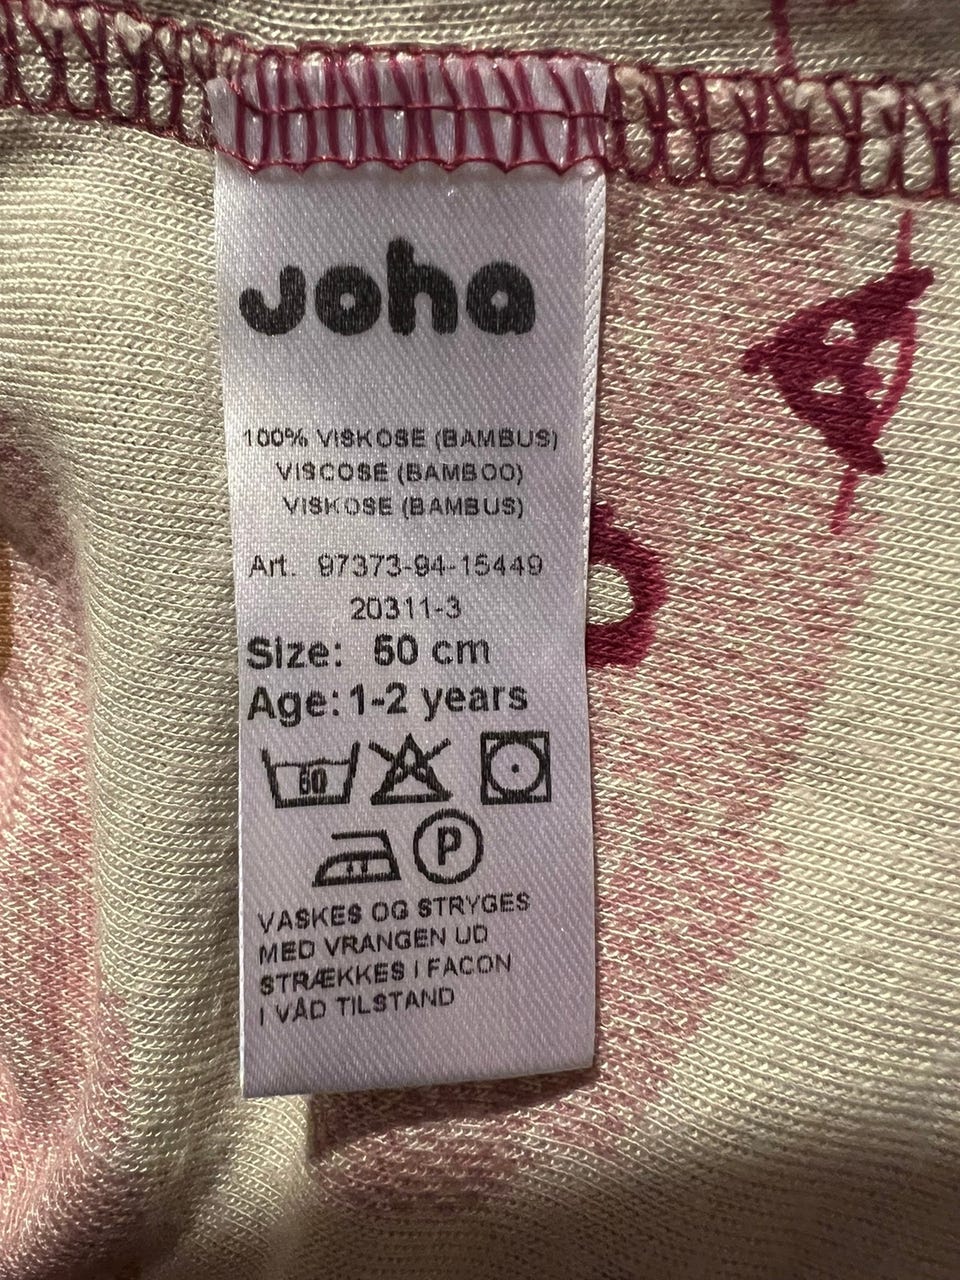 Joha
100% VISKOSE (BAMBUS)
VISCOSE (BAMBOO)
VISKOSE (BAMBUS)
Art. 97373-94-15449
20311-3
Size: 50 cm
Age: 1-2 years
60
P
VASKES OG STRYGES
MED VRANGEN UD
STRÆKKES I FACON
I VÅD TILSTAND